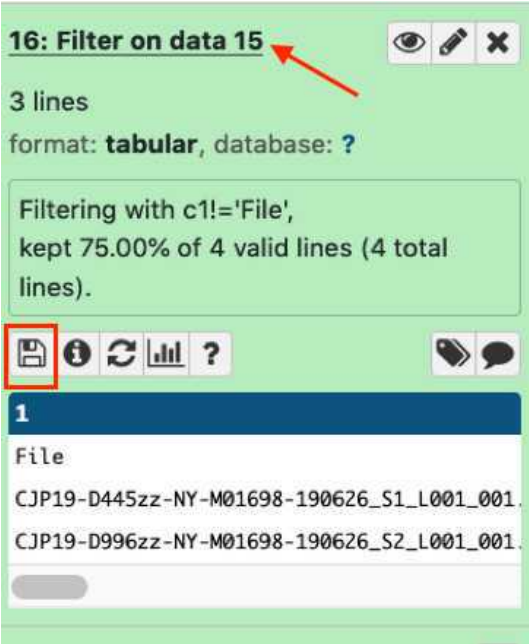 16: Filter on data 15
3 lines
format: tabular, database: ?
Filtering with c1!='File',
kept 75.00% of 4 valid lines (4 total
lines).
?
1
File
CJP19-D445zz-NY-M01698-190626_S1_L001_001.
CJP19-D996zz-NY-M01698-190626_S2_L001_001.